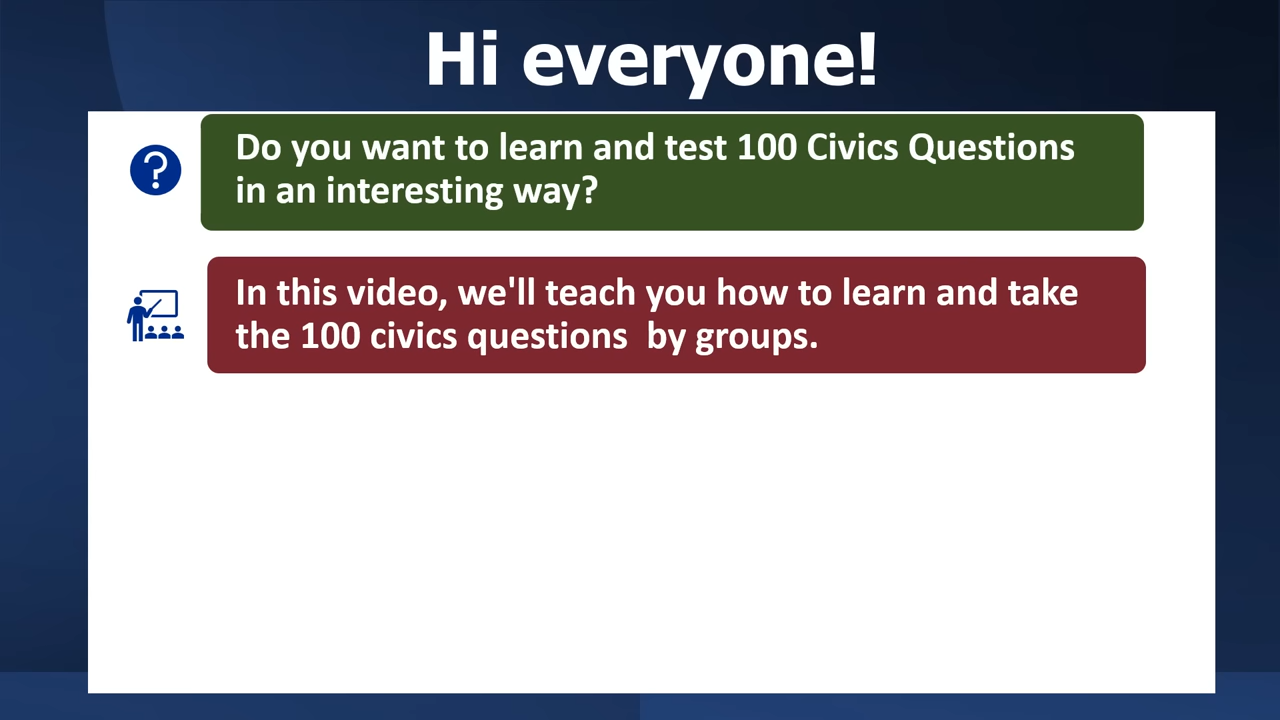 Hi everyone!
Do you want to learn and test 100 Civics Questions
in an interesting way?
In this video, we'll teach you how to learn and take
the 100 civics questions  by groups.